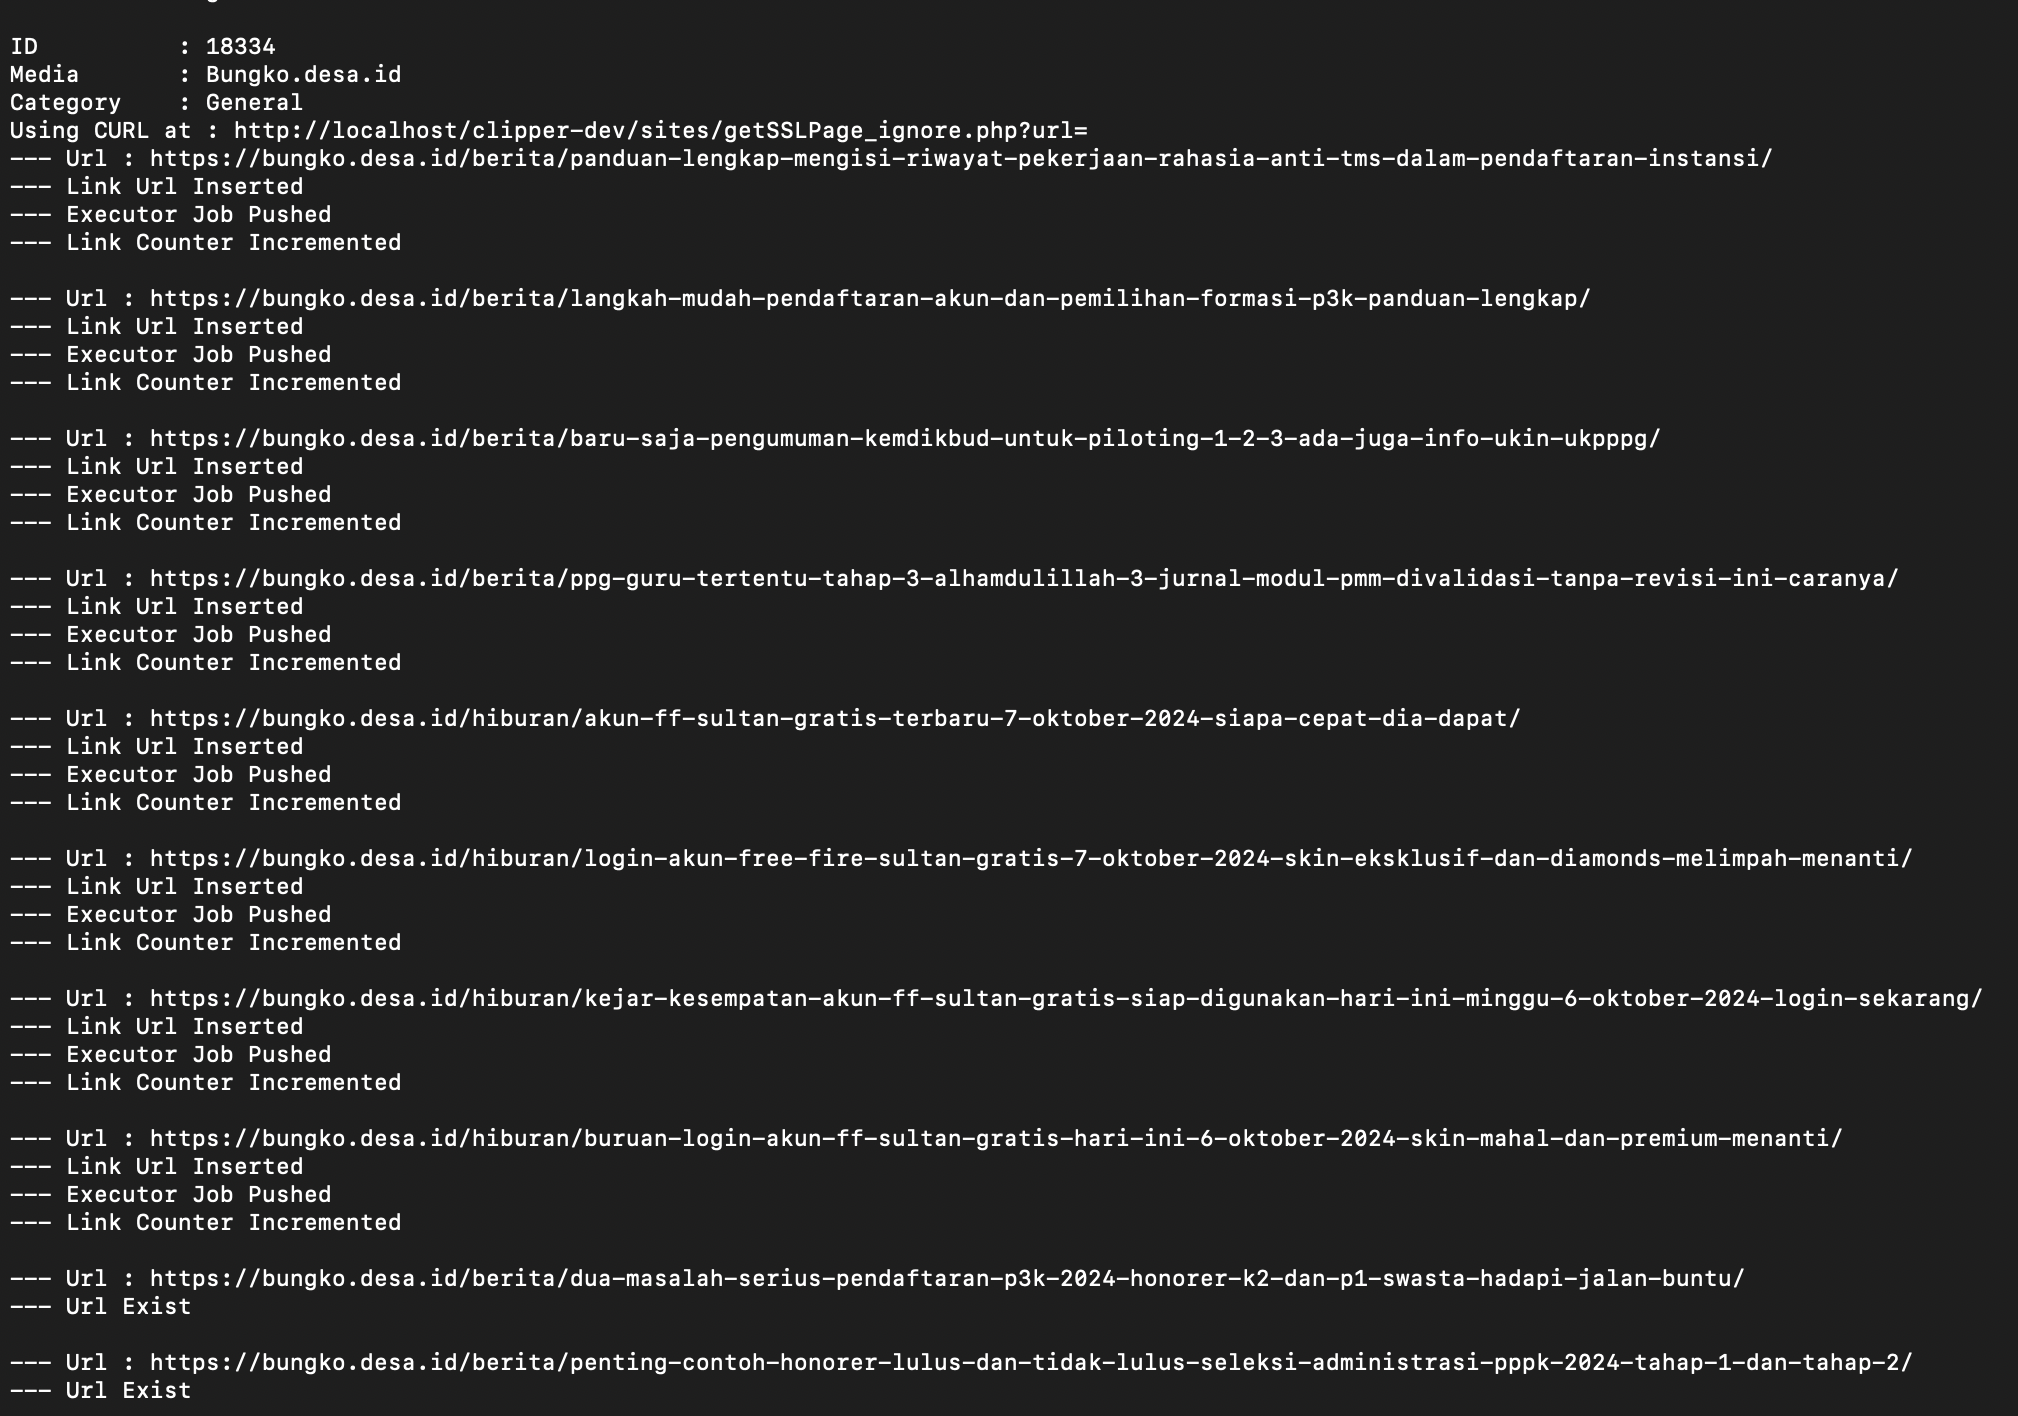 ID          : 18334
Media       : Bungko.desa.id
Category    : General
Using CURL at : http://localhost/clipper-dev/sites/getSSLPage_ignore.php?url=
--- Url : https://bungko.desa.id/berita/panduan-lengkap-mengisi-riwayat-pekerjaan-rahasia-anti-tms-dalam-pendaftaran-instansi/
--- Link Url Inserted
--- Executor Job Pushed
--- Link Counter Incremented

--- Url : https://bungko.desa.id/berita/langkah-mudah-pendaftaran-akun-dan-pemilihan-formasi-p3k-panduan-lengkap/
--- Link Url Inserted
--- Executor Job Pushed
--- Link Counter Incremented

--- Url : https://bungko.desa.id/berita/baru-saja-pengumuman-kemdikbud-untuk-piloting-1-2-3-ada-juga-info-ukin-ukpppg/
--- Link Url Inserted
--- Executor Job Pushed
--- Link Counter Incremented

--- Url : https://bungko.desa.id/berita/ppg-guru-tertentu-tahap-3-alhamdulillah-3-jurnal-modul-pmm-divalidasi-tanpa-revisi-ini-caranya/
--- Link Url Inserted
--- Executor Job Pushed
--- Link Counter Incremented

--- Url : https://bungko.desa.id/hiburan/akun-ff-sultan-gratis-terbaru-7-oktober-2024-siapa-cepat-dia-dapat/
--- Link Url Inserted
--- Executor Job Pushed
--- Link Counter Incremented

--- Url : https://bungko.desa.id/hiburan/login-akun-free-fire-sultan-gratis-7-oktober-2024-skin-eksklusif-dan-diamonds-melimpah-menanti/
--- Link Url Inserted
--- Executor Job Pushed
--- Link Counter Incremented

--- Url : https://bungko.desa.id/hiburan/kejar-kesempatan-akun-ff-sultan-gratis-siap-digunakan-hari-ini-minggu-6-oktober-2024-login-sekarang/
--- Link Url Inserted
--- Executor Job Pushed
--- Link Counter Incremented

--- Url : https://bungko.desa.id/hiburan/buruan-login-akun-ff-sultan-gratis-hari-ini-6-oktober-2024-skin-mahal-dan-premium-menanti/
--- Link Url Inserted
--- Executor Job Pushed
--- Link Counter Incremented

--- Url : https://bungko.desa.id/berita/dua-masalah-serius-pendaftaran-p3k-2024-honorer-k2-dan-p1-swasta-hadapi-jalan-buntu/
--- Url Exist

--- Url : https://bungko.desa.id/berita/penting-contoh-honorer-lulus-dan-tidak-lulus-seleksi-administrasi-pppk-2024-tahap-1-dan-tahap-2/
--- Url Exist